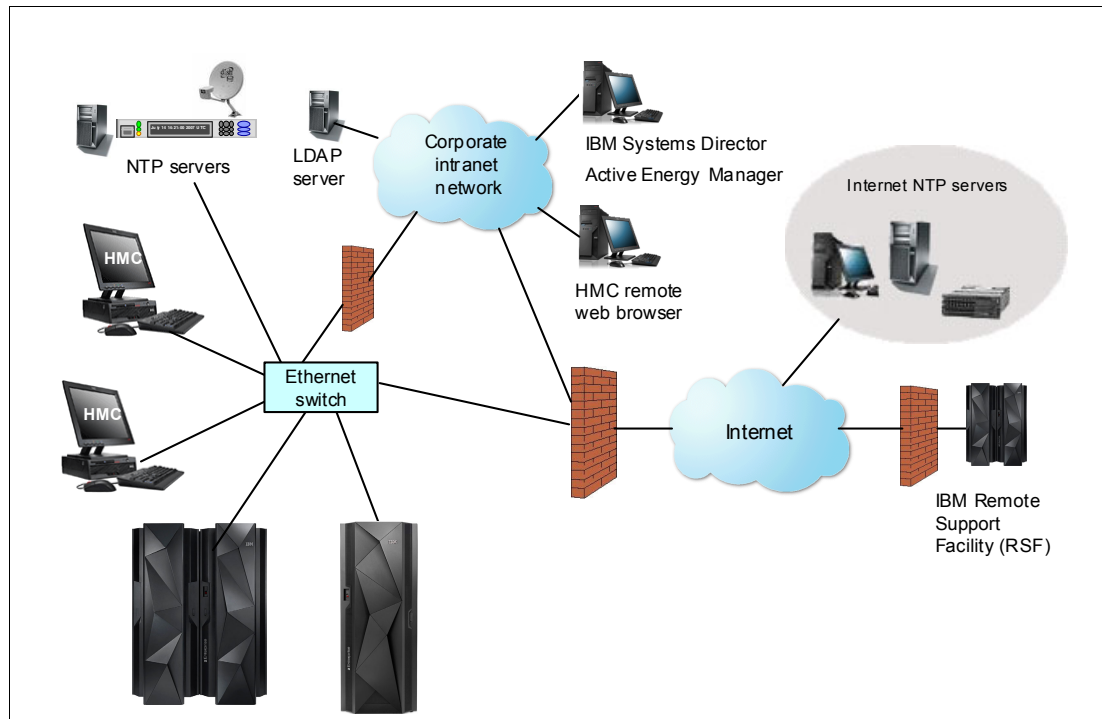 NTP servers
LDAP
server
Corporate
intranet
network
IBM Systems Director
Active Energy Manager
Internet NTP servers
HMC
HMC remote
web browser
Ethernet
switch
HMC
Internet
IBM Remote
Support
Facility (RSF)